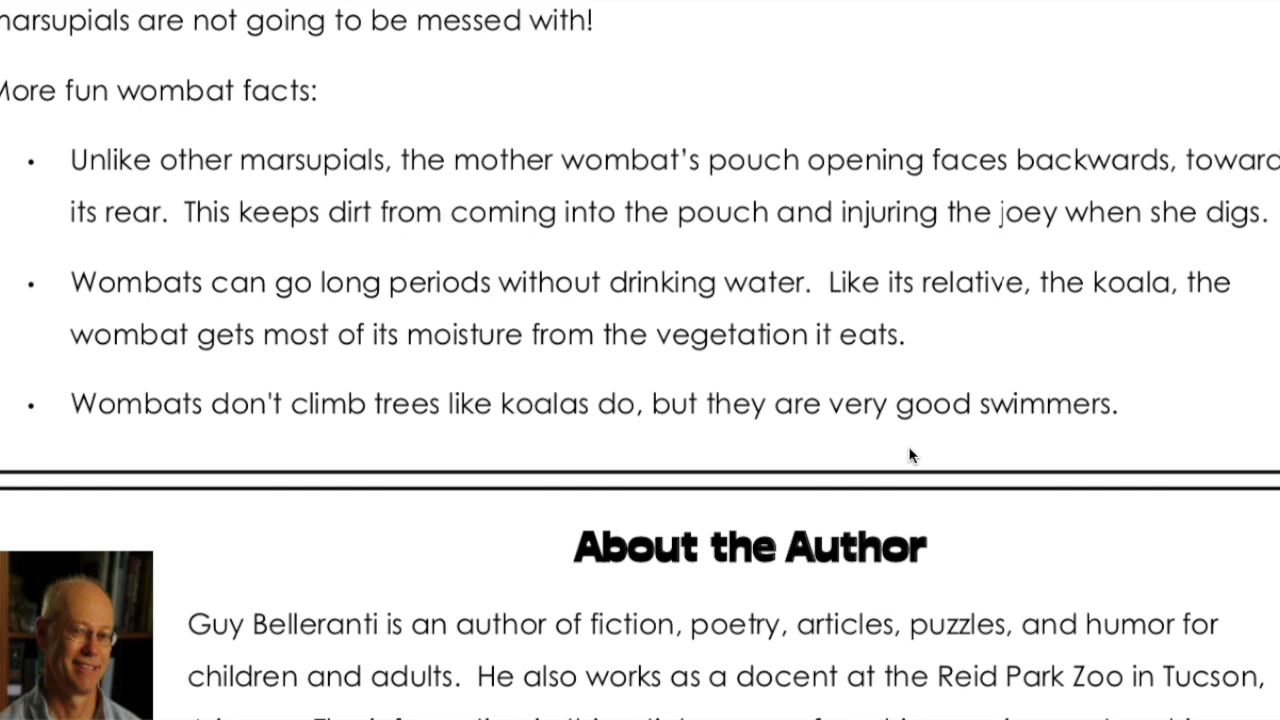 marsupials are not going to be messed with!
More fun wombat facts:
• Unlike other marsupials, the mother wombat's pouch opening faces backwards, toward
its rear.  This keeps dirt from coming into the pouch and injuring the joey when she digs.
• Wombats can go long periods without drinking water.  Like its relative, the koala, the
wombat gets most of its moisture from the vegetation it eats.
• Wombats don't climb trees like koalas do, but they are very good swimmers.
About the Author
Guy Belleranti is an author of fiction, poetry, articles, puzzles, and humor for
children and adults.  He also works as a docent at the Reid Park Zoo in Tucson,